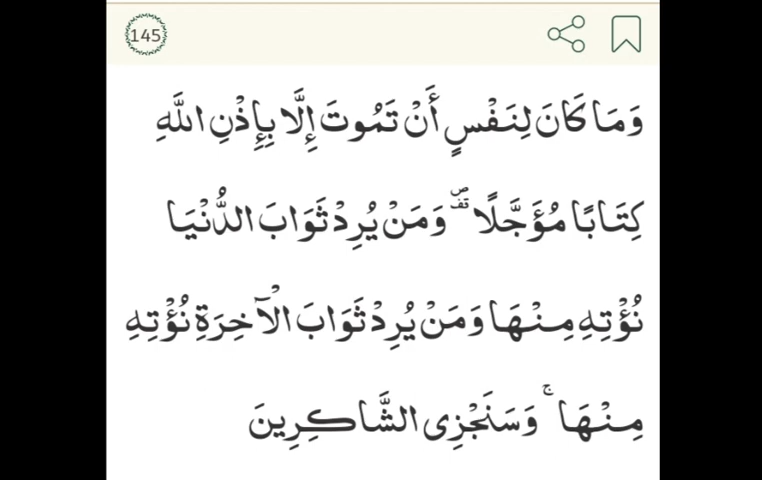 145
وَمَا كَانَ لِنَفْسٍ أَنْ تَمُوتَ إِلَّا بِإِذْنِ اللَّهِ
كِتَابًا مُؤَجَّلًا ۗ وَمَنْ يُرِدْ ثَوَابَ الدُّنْيَا
نُؤْتِهِ مِنْهَا وَمَنْ يُرِدْ ثَوَابَ الْآخِرَةِ نُؤْتِهِ
مِنْهَا ۚ وَسَنَجْزِي الشَّاكِرِينَ